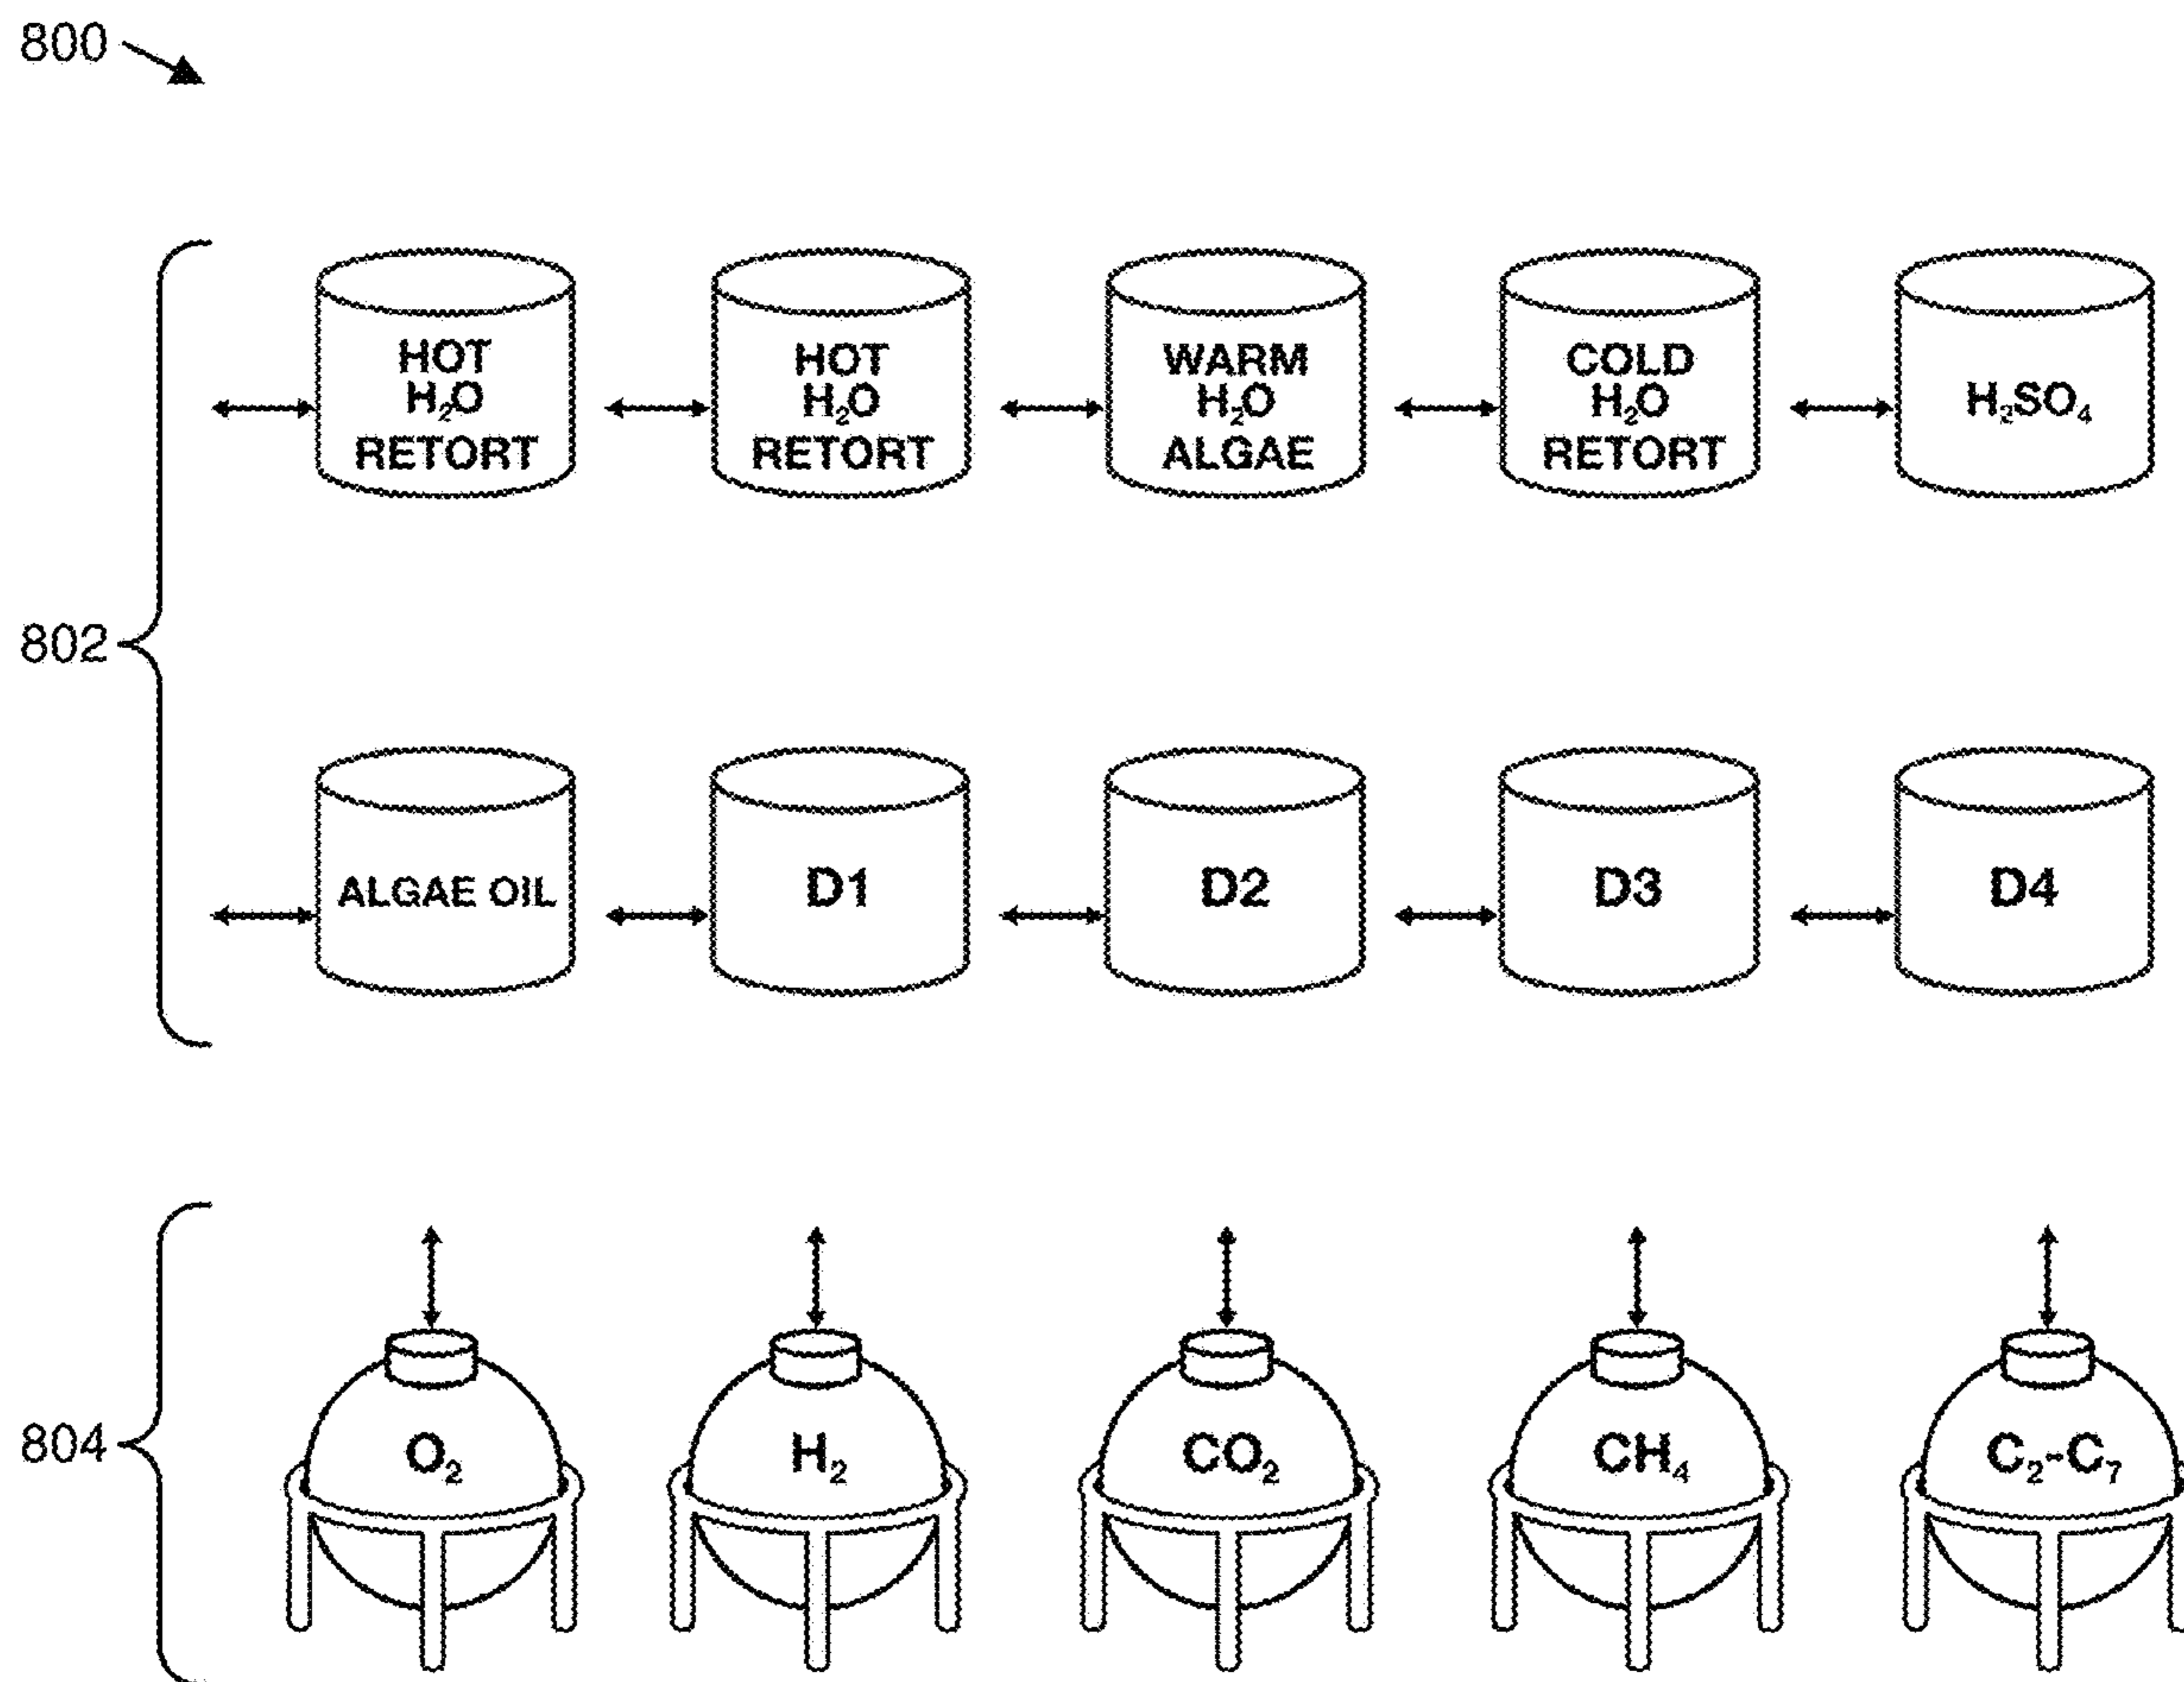 800
HOT
H₂O
RETORT
HOT
H₂O
RETORT
WARM
H₂O
ALGAE
COLD
H₂O
RETORT
H₂SO₄
802
ALGAE OIL
D1
D2
D3
D4
804
O₂
H₂
CO₂
CH₄
C₂-C₇